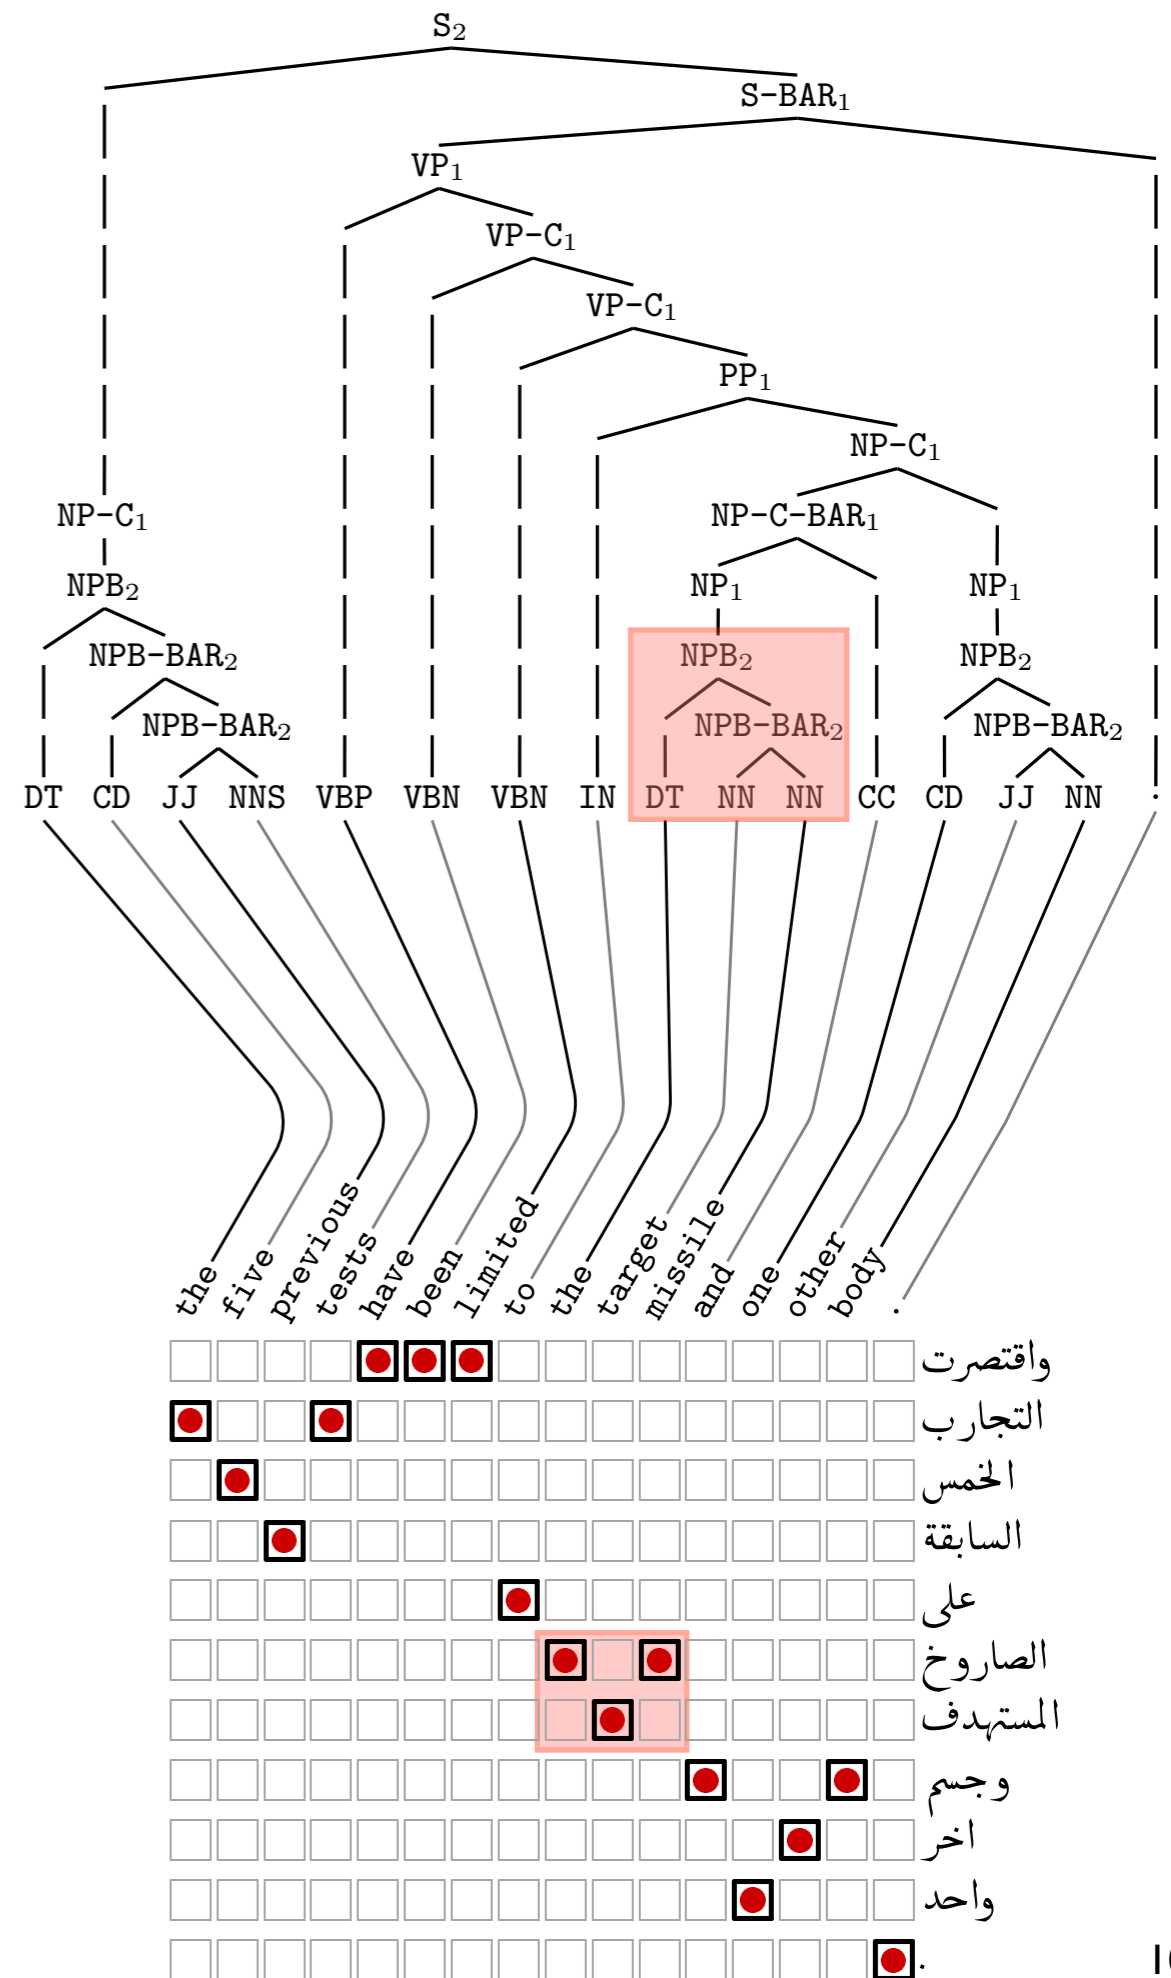 S₂
S-BAR₁
VP₁
VP-C₁
VP-C₁
PP₁
NP-C₁
NP-C₁ NP-C-BAR₁
NPB₂ NP₁ NP₁
NPB-BAR₂ NPB₂ NPB₂
NPB-BAR₂ NPB-BAR₂ NPB-BAR₂
DT CD JJ NNS VBP VBN VBN IN DT NN NN CC CD JJ NN .
the five previous tests have been limited to the target missile and one other body .
واقتصرت
التجارب
الخمس
السابقة
على
الصاروخ
المستهدف
وجسم
اخر
واحد
.